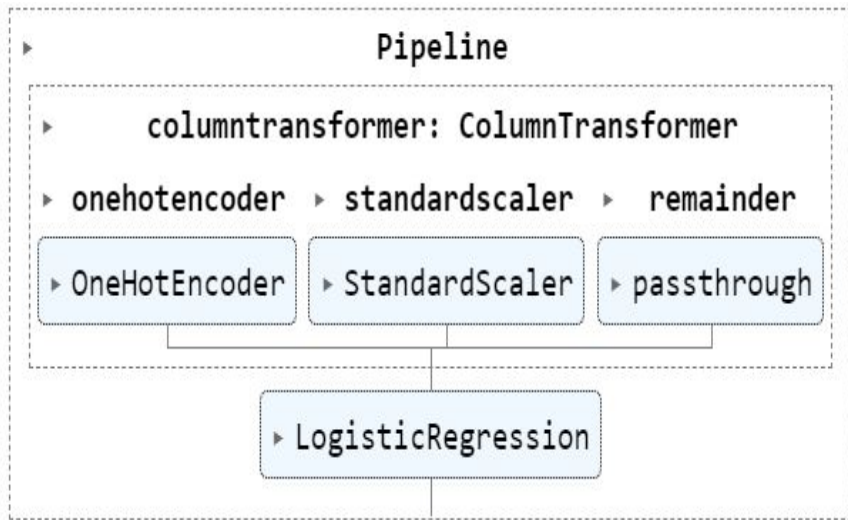 Pipeline
columntransformer: ColumnTransformer
onehotencoder standardscaler remainder
OneHotEncoder StandardScaler passthrough
LogisticRegression